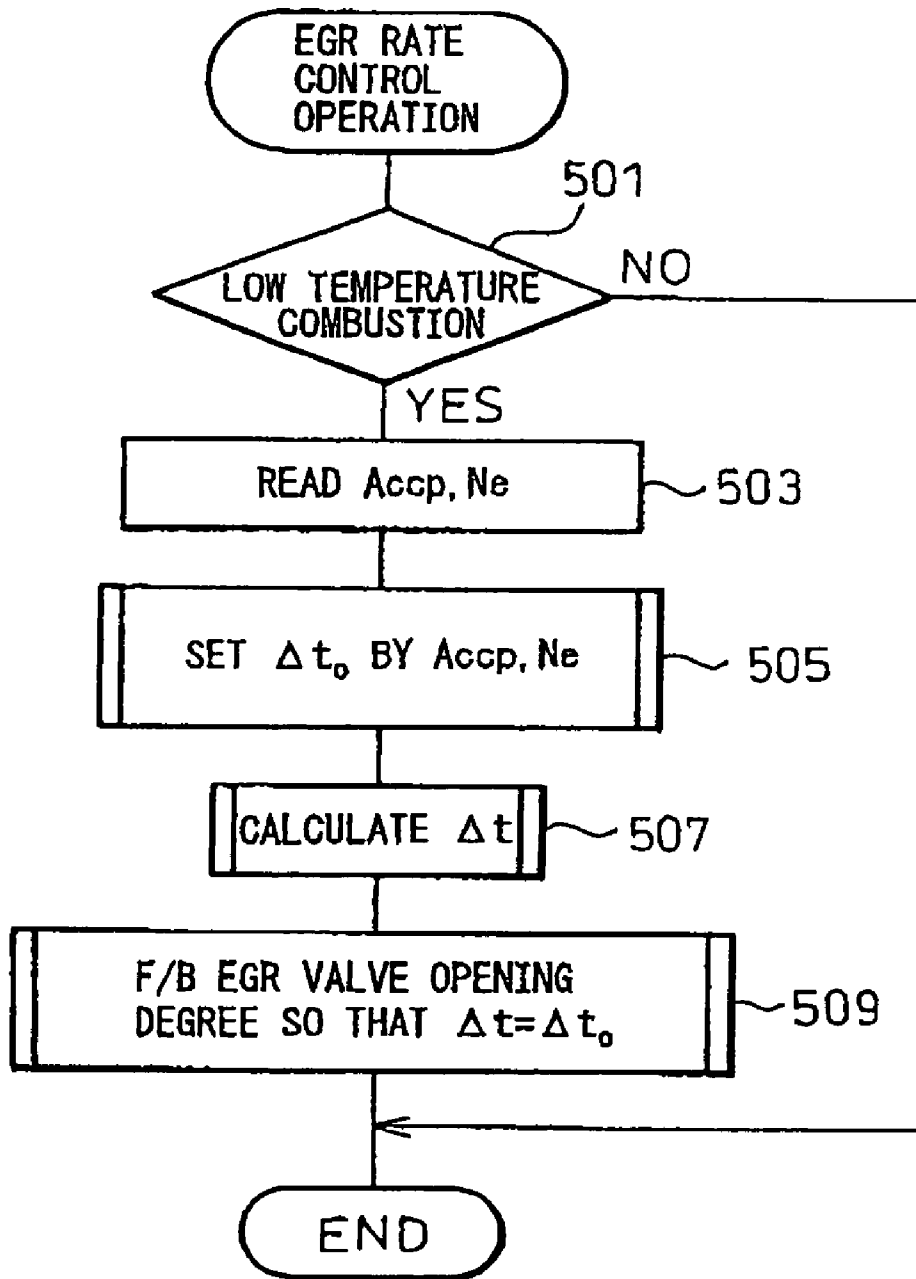 EGR RATE
CONTROL
OPERATION
501
LOW TEMPERATURE
COMBUSTION
NO
YES
READ Accp, Ne
503
SET Δt₀ BY Accp, Ne
505
CALCULATE Δt
507
F/B EGR VALVE OPENING
DEGREE SO THAT Δt=Δt₀
509
END